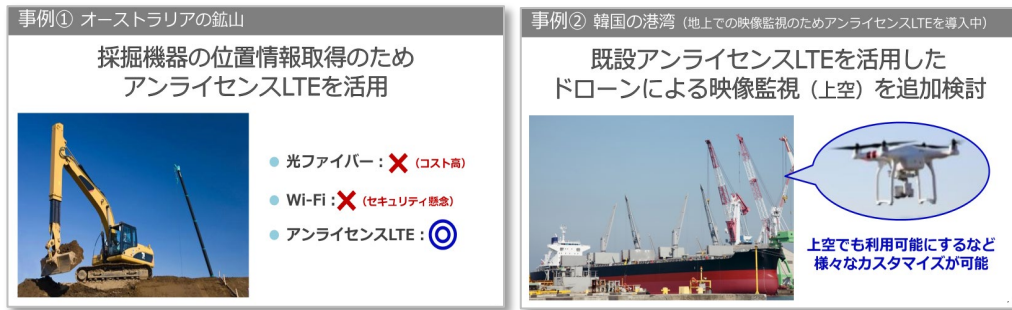 事例① オーストラリアの鉱山
採掘機器の位置情報取得のため
アンライセンスLTEを活用
● 光ファイバー：✕（コスト高）
● Wi-Fi：✕（セキュリティ懸念）
● アンライセンスLTE：◎
事例② 韓国の港湾（地上での映像監視のためアンライセンスLTEを導入中）
既設アンライセンスLTEを活用した
ドローンによる映像監視（上空）を追加検討
上空でも利用可能にするなど
様々なカスタマイズが可能